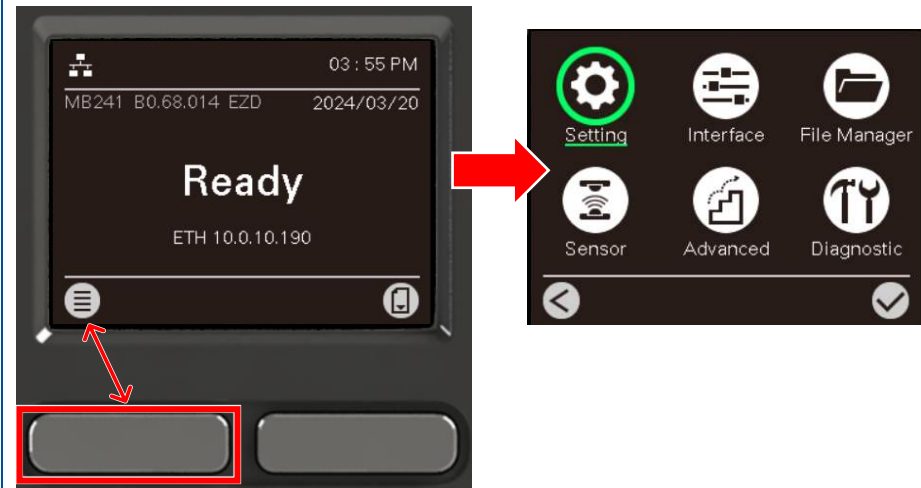 03 : 55 PM
MB241 B0.68.014 EZD 2024/03/20
Ready
ETH 10.0.10.190
Setting Interface File Manager
Sensor Advanced Diagnostic